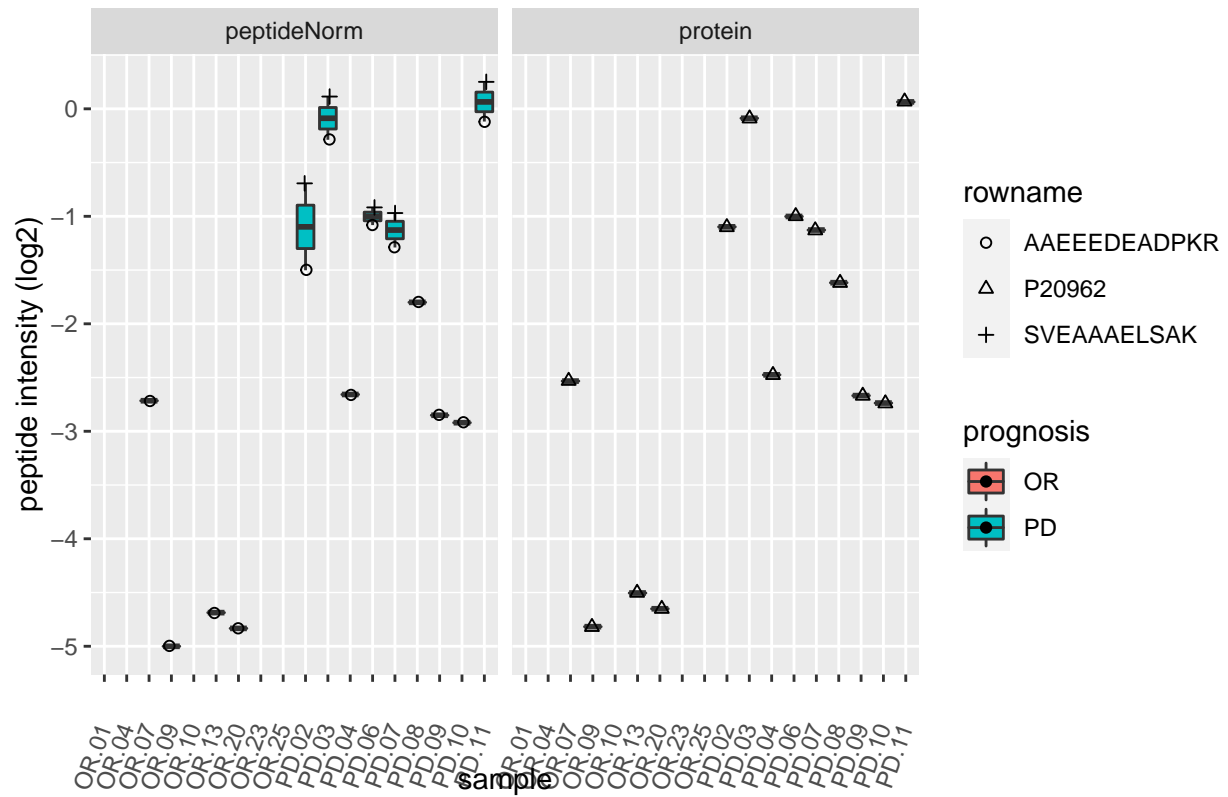 peptideNorm
protein
peptide intensity (log2)
0
−1
−2
−3
−4
−5
OR.01
OR.04
OR.07
OR.09
OR.10
OR.13
OR.20
OR.23
OR.25
PD.02
PD.03
PD.04
PD.06
PD.07
PD.08
PD.09
PD.10
PD.11
OR.01
OR.04
OR.07
OR.09
OR.10
OR.13
OR.20
OR.23
OR.25
PD.02
PD.03
PD.04
PD.06
PD.07
PD.08
PD.09
PD.10
PD.11
sample
rowname
AAEEEDEADPKR
P20962
SVEAAAELSAK
prognosis
OR
PD